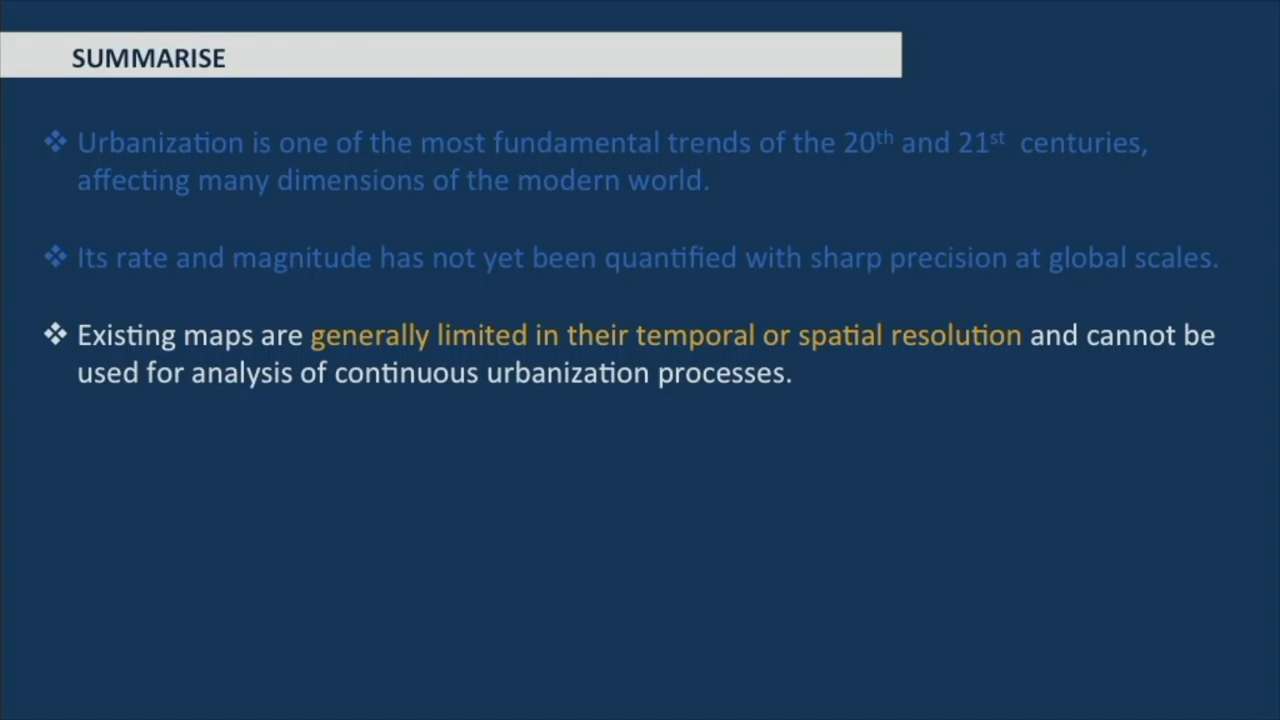 SUMMARISE
❖ Urbanization is one of the most fundamental trends of the 20th and 21st centuries,
affecting many dimensions of the modern world.
❖ Its rate and magnitude has not yet been quantified with sharp precision at global scales.
❖ Existing maps are generally limited in their temporal or spatial resolution and cannot be
used for analysis of continuous urbanization processes.